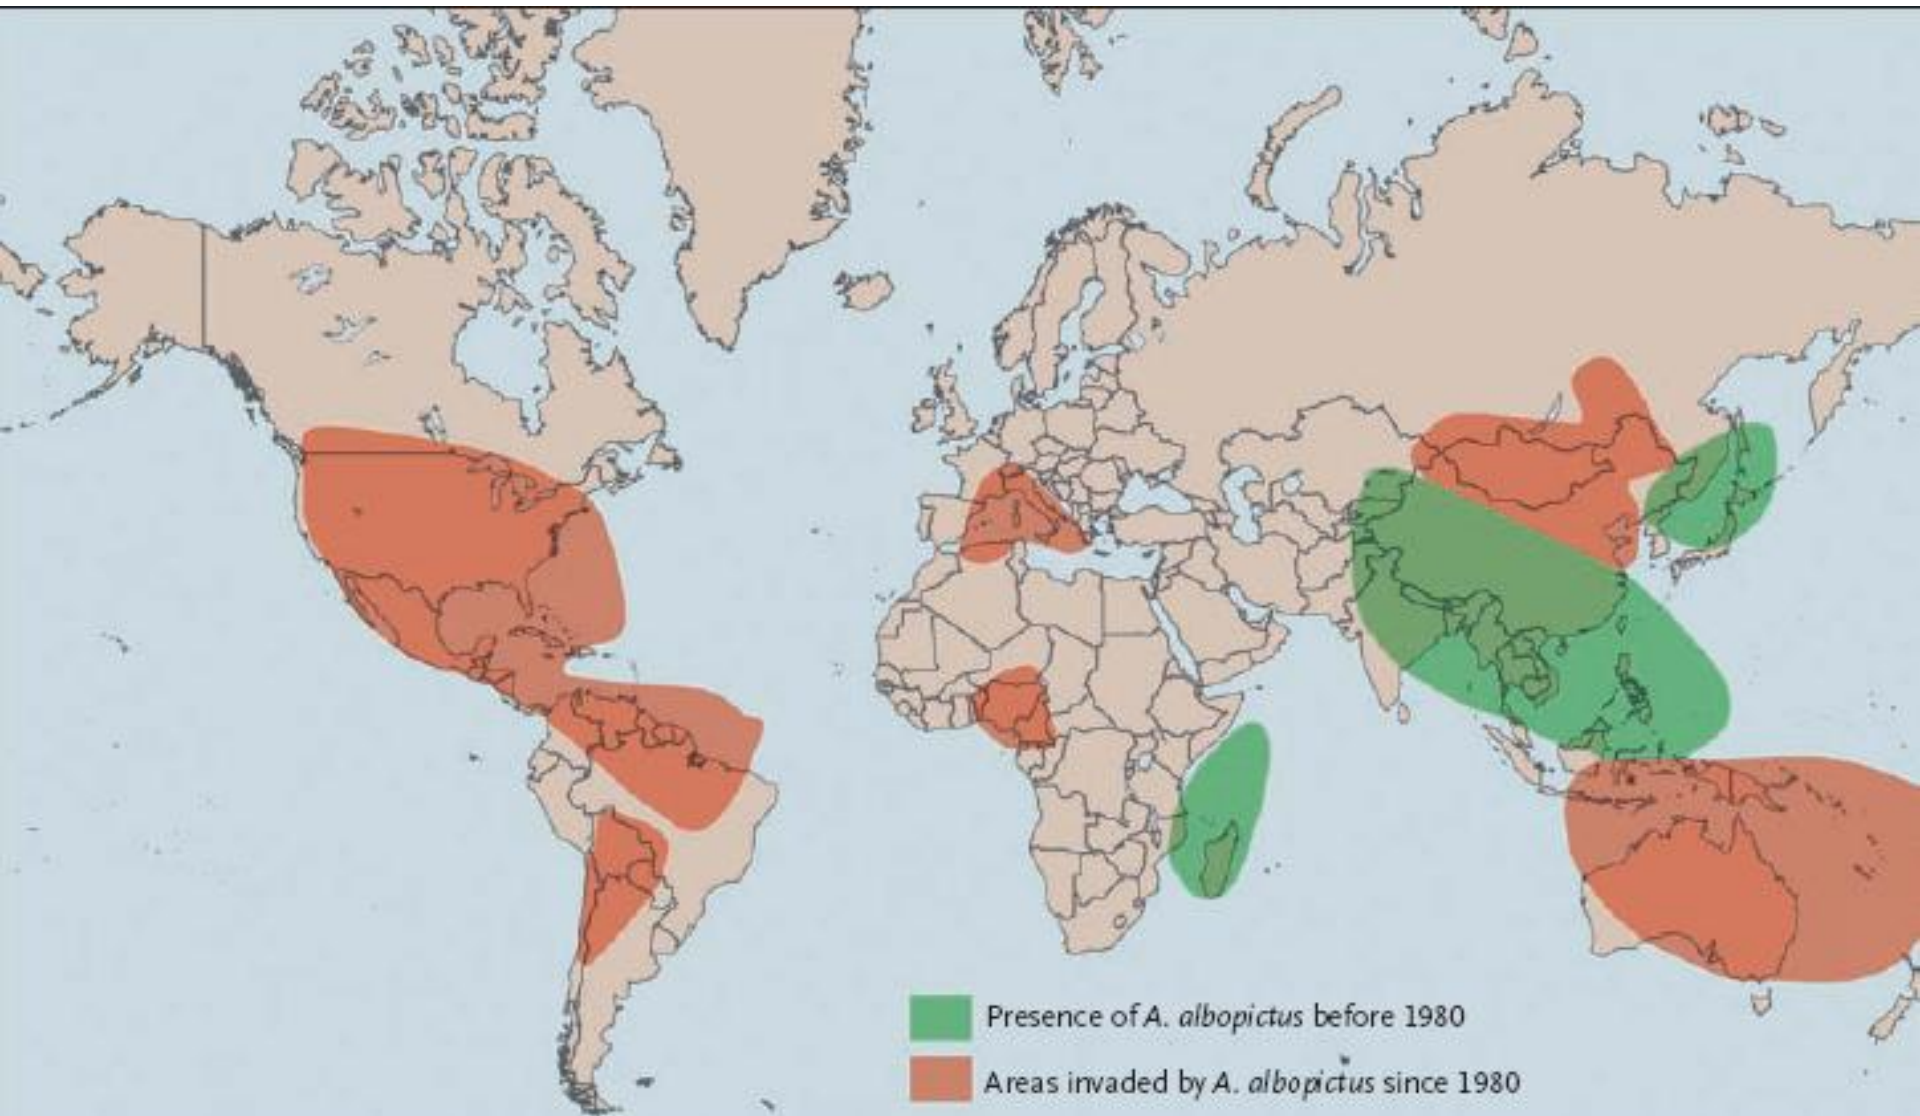 Presence of A. albopictus before 1980
Areas invaded by A. albopictus since 1980